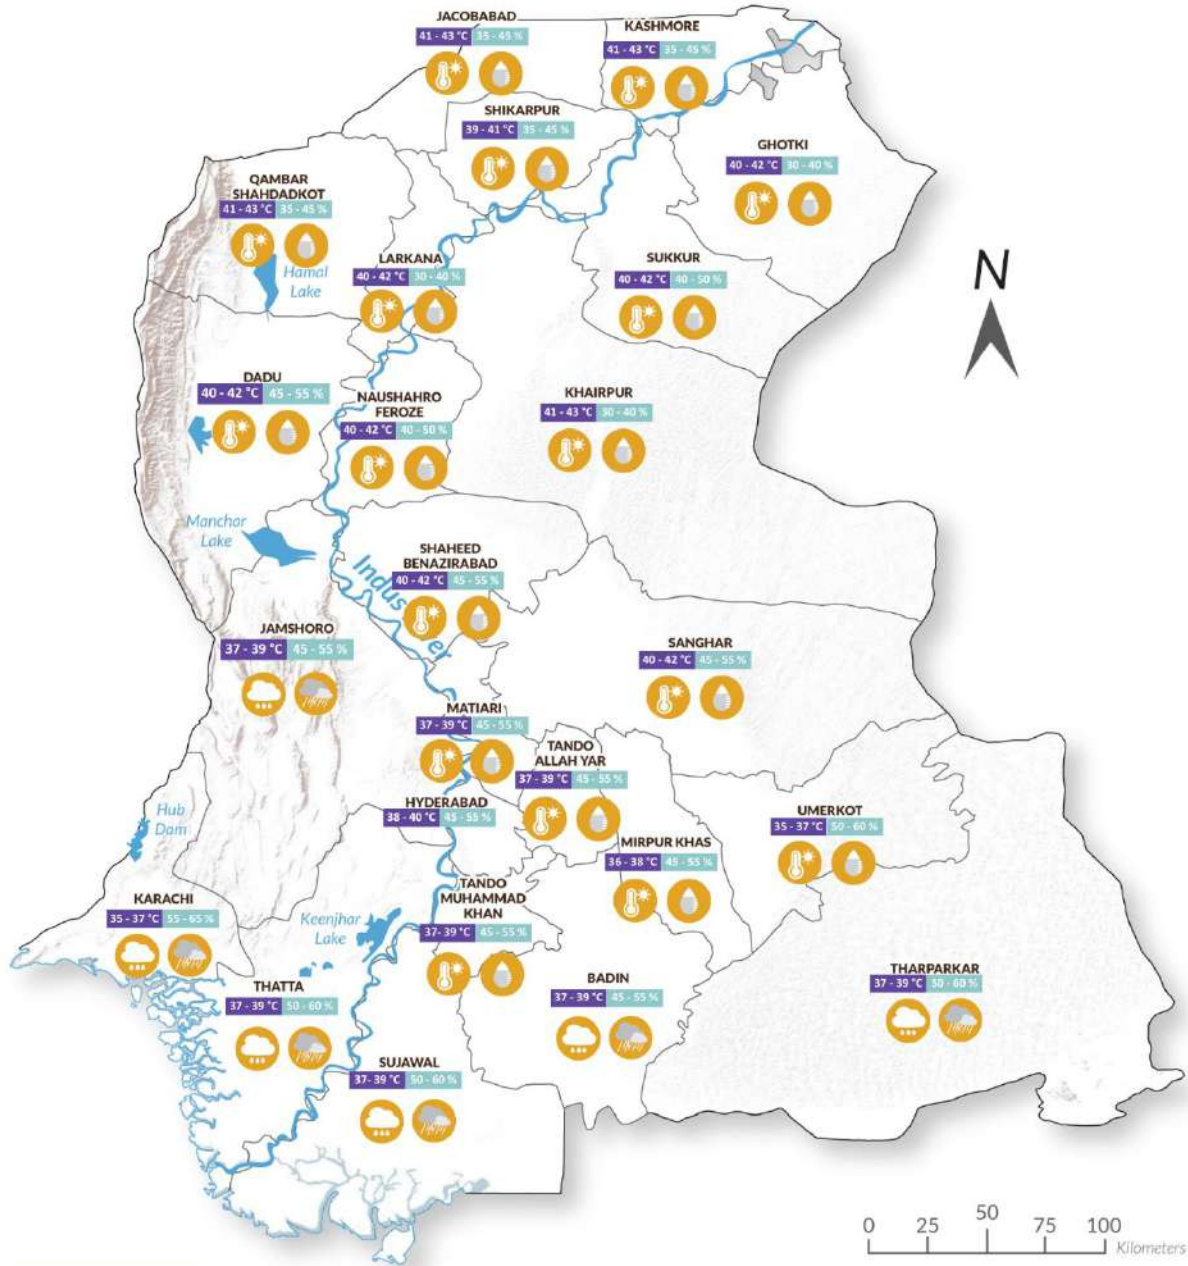 JACOBABAD
41 - 43 °C 35 - 45 %
KASHMORE
41 - 43 °C 35 - 45 %
SHIKARPUR
39 - 41 °C 35 - 45 %
GHOTKI
40 - 42 °C 30 - 40 %
QAMBAR
SHAHDADKOT
41 - 43 °C 35 - 45 %
Hamal
Lake
LARKANA
40 - 42 °C 30 - 40 %
SUKKUR
40 - 42 °C 40 - 50 %
N
DADU
40 - 42 °C 45 - 55 %
NAUSHAHRO
FEROZE
40 - 42 °C 40 - 50 %
KHAIRPUR
41 - 43 °C 30 - 40 %
Manchar
Lake
SHAHEED
BENAZIRABAD
40 - 42 °C 45 - 55 %
Indus
JAMSHORO
37 - 39 °C 45 - 55 %
SANGHAR
40 - 42 °C 45 - 55 %
MATIARI
37 - 39 °C 45 - 55 %
TANDO
ALLAH YAR
37 - 39 °C 45 - 55 %
HYDERABAD
38 - 40 °C 45 - 55 %
UMERKOT
35 - 37 °C 50 - 60 %
Hub
Dam
MIRPUR KHAS
36 - 38 °C 45 - 55 %
KARACHI
35 - 37 °C 55 - 65 %
Keenjhar
Lake
TANDO
MUHAMMAD
KHAN
37- 39 °C 45 - 55 %
THATTA
37 - 39 °C 50 - 60 %
BADIN
37 - 39 °C 45 - 55 %
THARPARKAR
37 - 39 °C 50 - 60 %
SUJAWAL
37- 39 °C 50 - 60 %
0 25 50 75 100
Kilometers